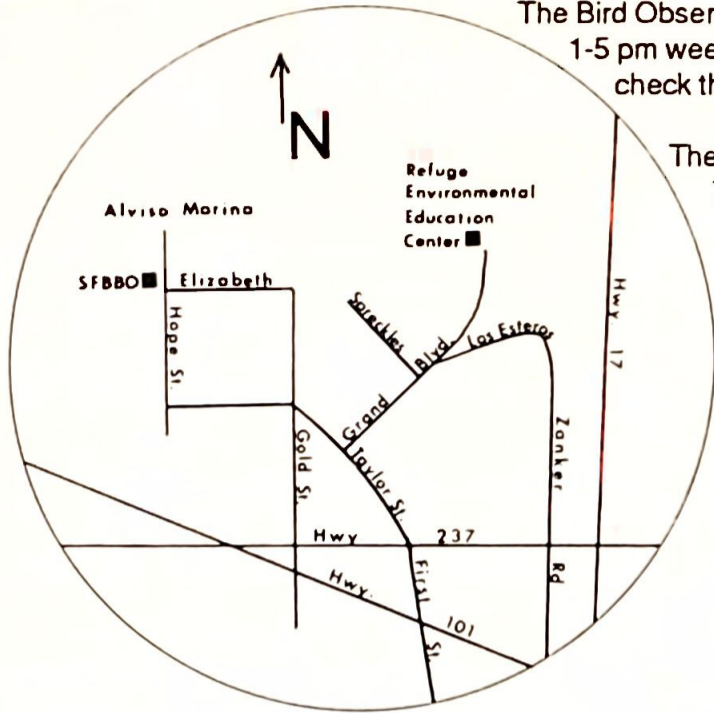 The Bird Obser
1-5 pm wee
check th
The
N
Refuge
Environmental
Education
Center
Alviso Marina
SFBBO
Elizabeth
Hope St.
Spreckles
Blvd.
Los Esteros
Hwy 17
Grand
Taylor St.
Gold St.
Zanker Rd
Hwy 237
Hwy. 101
First St.